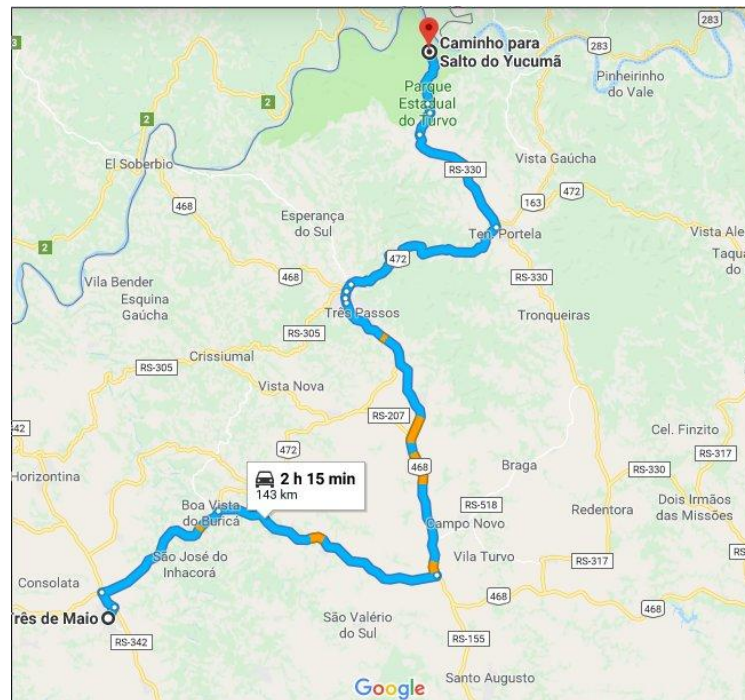 283
283
Caminho para
Salto do Yucumã
Pinheirinho
do Vale
2
Parque
Estadual
do Turvo
2
El Soberbio
RS-330
Vista Gaúcha
163
472
468
Esperança
do Sul
Ten. Portela
Vista Ale
2
472
Taqua
do
Vila Bender
468
RS-330
Esquina
Gaúcha
Três Passos
Tronqueiras
RS-305
RS-305
Crissiumal
Vista Nova
RS-207
Cel. Finzito
342
472
468
RS-317
Horizontina
2 h 15 min
143 km
Braga
RS-330
Boa Vista
do Buricá
RS-518
Dois Irmãos
das Missões
Redentora
Campo Novo
São José do
Inhacorá
Vila Turvo
RS-317
Consolata
468
468
Três de Maio
São Valério
do Sul
RS-342
RS-155
Santo Augusto
Google